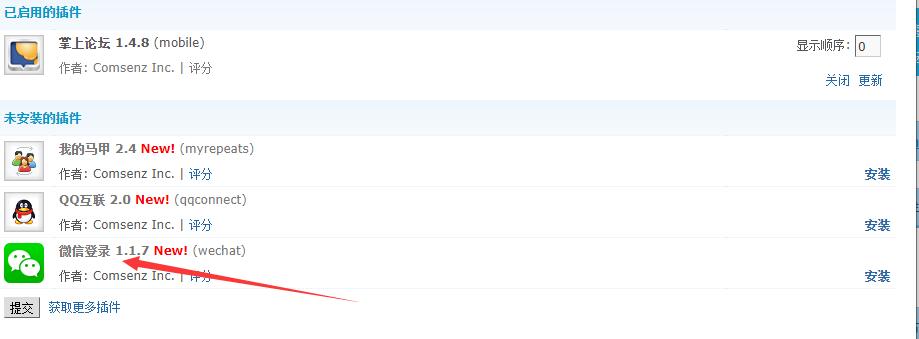 已启用的插件
掌上论坛 1.4.8 (mobile)
显示顺序: 0
作者: Comsenz Inc. | 评分
关闭 更新
未安装的插件
我的马甲 2.4 New! (myrepeats)
作者: Comsenz Inc. | 评分 安装
QQ互联 2.0 New! (qqconnect)
作者: Comsenz Inc. | 评分 安装
微信登录 1.1.7 New! (wechat)
作者: Comsenz Inc. | 评分 安装
提交 获取更多插件